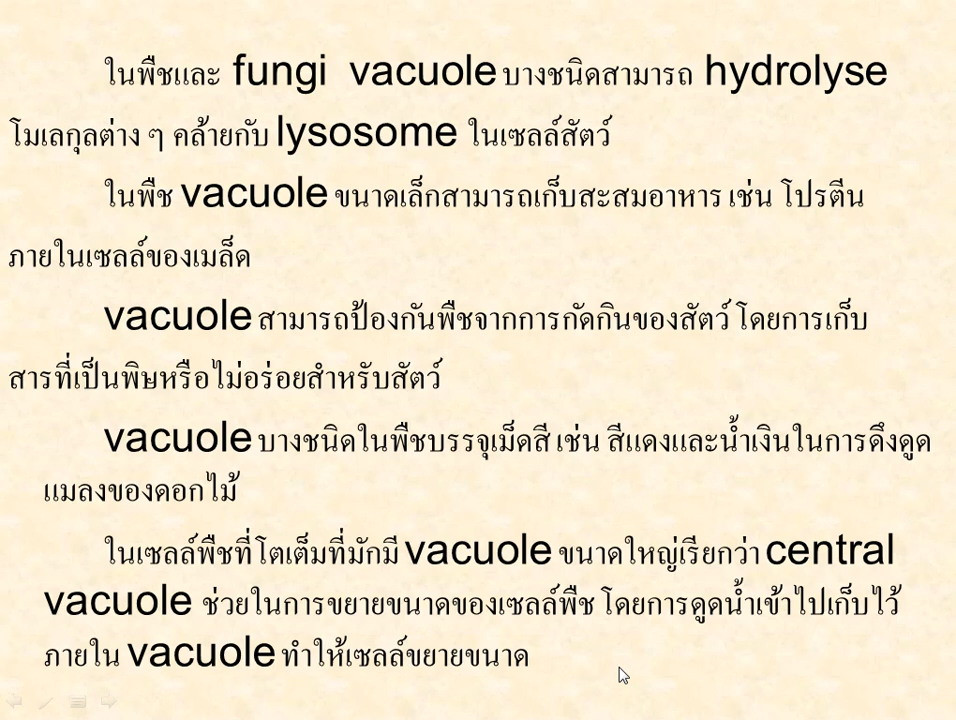 ในพืชและ fungi vacuole บางชนิดสามารถ hydrolyse
โมเลกุลต่าง ๆ คล้ายกับ lysosome ในเซลล์สัตว์
ในพืช vacuole ขนาดเล็กสามารถเก็บสะสมอาหาร เช่น โปรตีน
ภายในเซลล์ของเมล็ด
vacuole สามารถป้องกันพืชจากการกัดกินของสัตว์ โดยการเก็บ
สารที่เป็นพิษหรือไม่อร่อยสำหรับสัตว์
vacuole บางชนิดในพืชบรรจุเม็ดสี เช่น สีแดงและน้ำเงินในการดึงดูด
แมลงของดอกไม้
ในเซลล์พืชที่โตเต็มที่มักมี vacuole ขนาดใหญ่เรียกว่า central
vacuole ช่วยในการขยายขนาดของเซลล์พืช โดยการดูดน้ำเข้าไปเก็บไว้
ภายใน vacuole ทำให้เซลล์ขยายขนาด